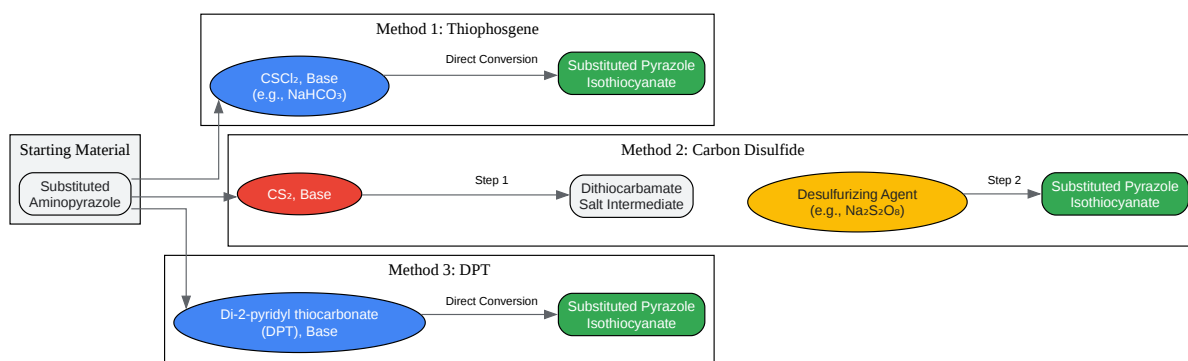 Method 1: Thiophosgene
CSCl₂, Base
(e.g., NaHCO₃)
Direct Conversion
Substituted Pyrazole
Isothiocyanate
Starting Material
Substituted
Aminopyrazole
Method 2: Carbon Disulfide
CS₂, Base
Step 1
Dithiocarbamate
Salt Intermediate
Desulfurizing Agent
(e.g., Na₂S₂O₈)
Step 2
Substituted Pyrazole
Isothiocyanate
Method 3: DPT
Di-2-pyridyl thiocarbonate
(DPT), Base
Direct Conversion
Substituted Pyrazole
Isothiocyanate